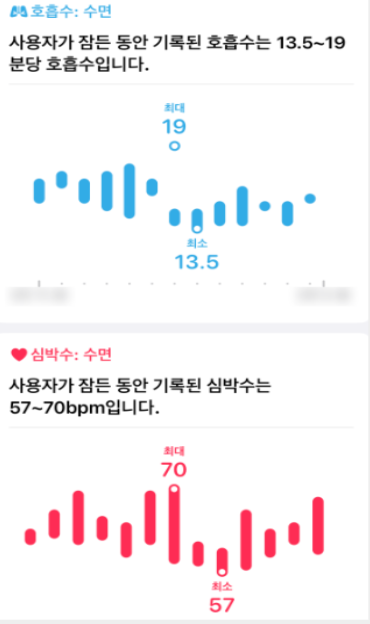 호흡수: 수면
사용자가 잠든 동안 기록된 호흡수는 13.5~19
분당 호흡수입니다.
최대
19
최소
13.5
심박수: 수면
사용자가 잠든 동안 기록된 심박수는
57~70bpm입니다.
최대
70
최소
57